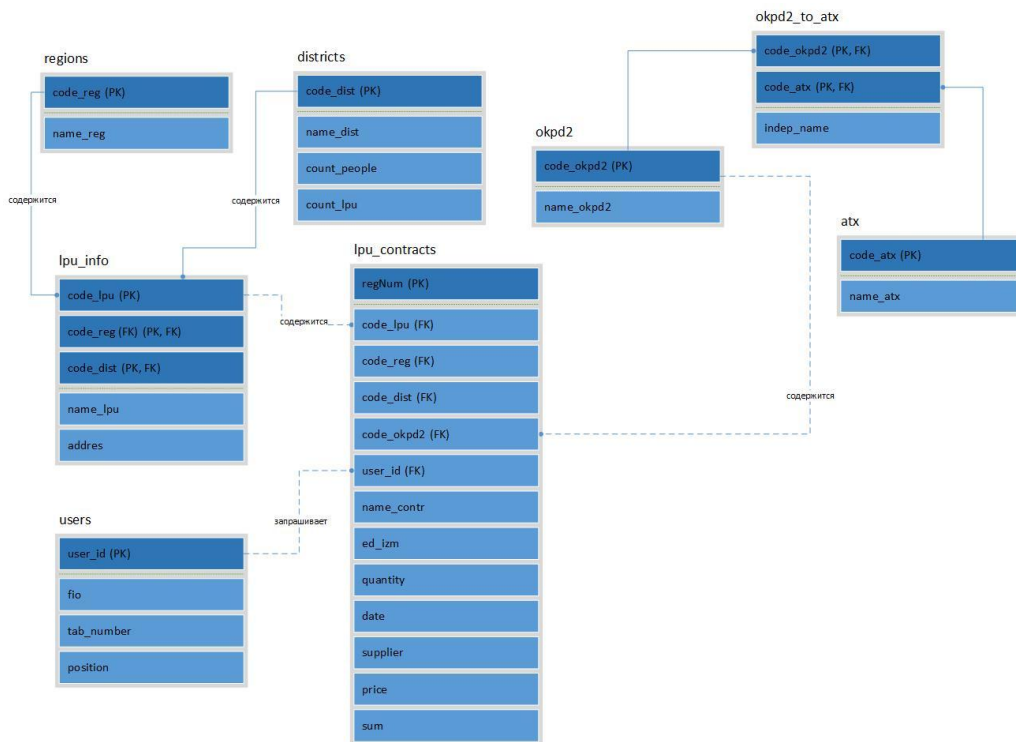 regions
code_reg (PK)
name_reg
districts
code_dist (PK)
name_dist
count_people
count_lpu
okpd2_to_atx
code_okpd2 (PK, FK)
code_atx (PK, FK)
indep_name
okpd2
code_okpd2 (PK)
name_okpd2
atx
code_atx (PK)
name_atx
содержится
содержится
lpu_info
code_lpu (PK)
code_reg (FK) (PK, FK)
code_dist (PK, FK)
name_lpu
addres
содержится
lpu_contracts
regNum (PK)
code_lpu (FK)
code_reg (FK)
code_dist (FK)
code_okpd2 (FK)
user_id (FK)
name_contr
ed_izm
quantity
date
supplier
price
sum
содержится
запрашивает
users
user_id (PK)
fio
tab_number
position